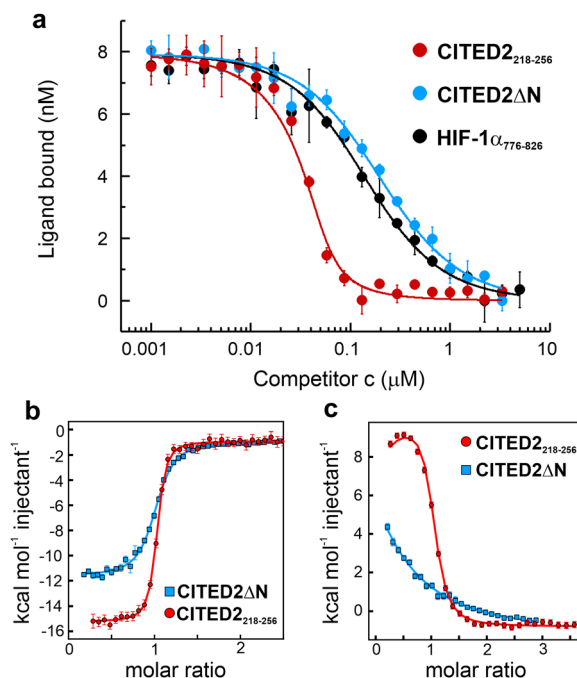 a
Ligand bound (nM)
8
6
4
2
0
CITED2₂₁₈₋₂₅₆
CITED2ΔN
HIF-1α₇₇₆₋₈₂₆
0.001 0.01 0.1 1 10
Competitor c (μM)
b
kcal mol⁻¹ injectant⁻¹
0
-2
-4
-6
-8
-10
-12
-14
-16
CITED2ΔN
CITED2₂₁₈₋₂₅₆
0 1 2
molar ratio
c
kcal mol⁻¹ injectant⁻¹
8
6
4
2
0
CITED2₂₁₈₋₂₅₆
CITED2ΔN
0 1 2 3
molar ratio